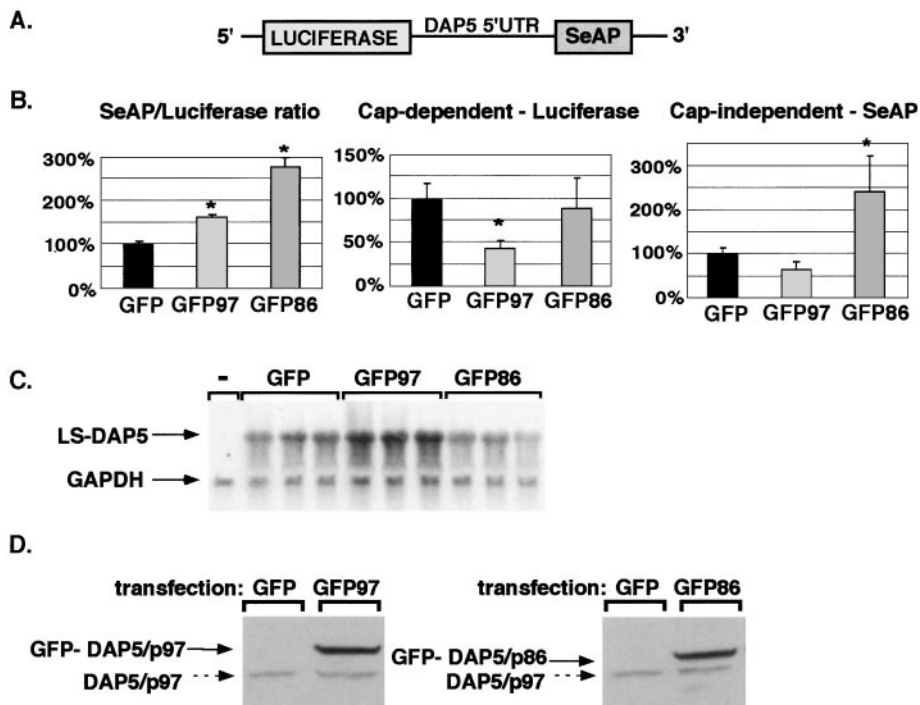 A.
5' LUCIFERASE DAP5 5'UTR SeAP 3'
B.
SeAP/Luciferase ratio
300%
200%
100%
0%
GFP GFP97 GFP86
* *
Cap-dependent - Luciferase
150%
100%
50%
0%
GFP GFP97 GFP86
*
Cap-independent - SeAP
300%
200%
100%
0%
GFP GFP97 GFP86
*
C.
- GFP GFP97 GFP86
LS-DAP5
GAPDH
D.
transfection: GFP GFP97
GFP- DAP5/p97
DAP5/p97
transfection: GFP GFP86
GFP- DAP5/p86
DAP5/p97